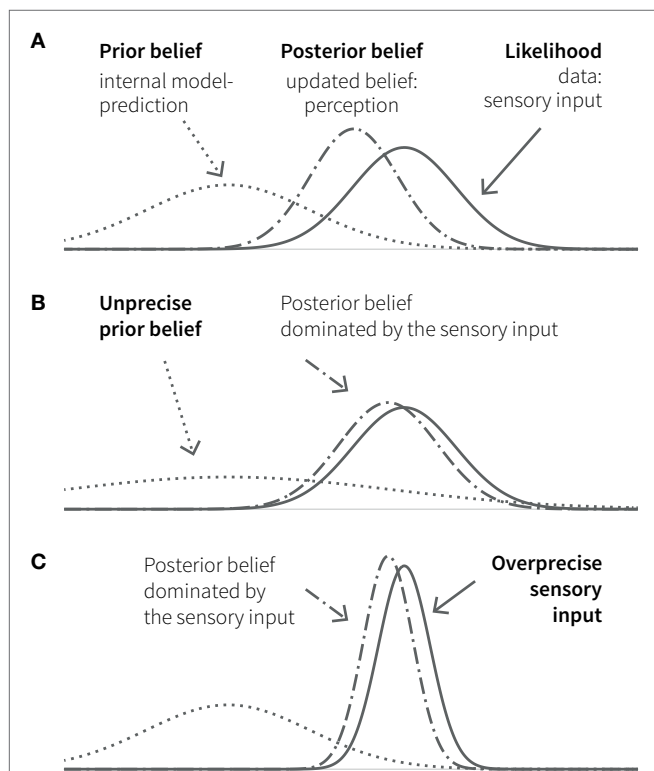 A
Prior belief
internal model-
prediction
Posterior belief
updated belief:
perception
Likelihood
data:
sensory input
B
Unprecise
prior belief
Posterior belief
dominated by the sensory input
C
Posterior belief
dominated by
the sensory input
Overprecise
sensory
input